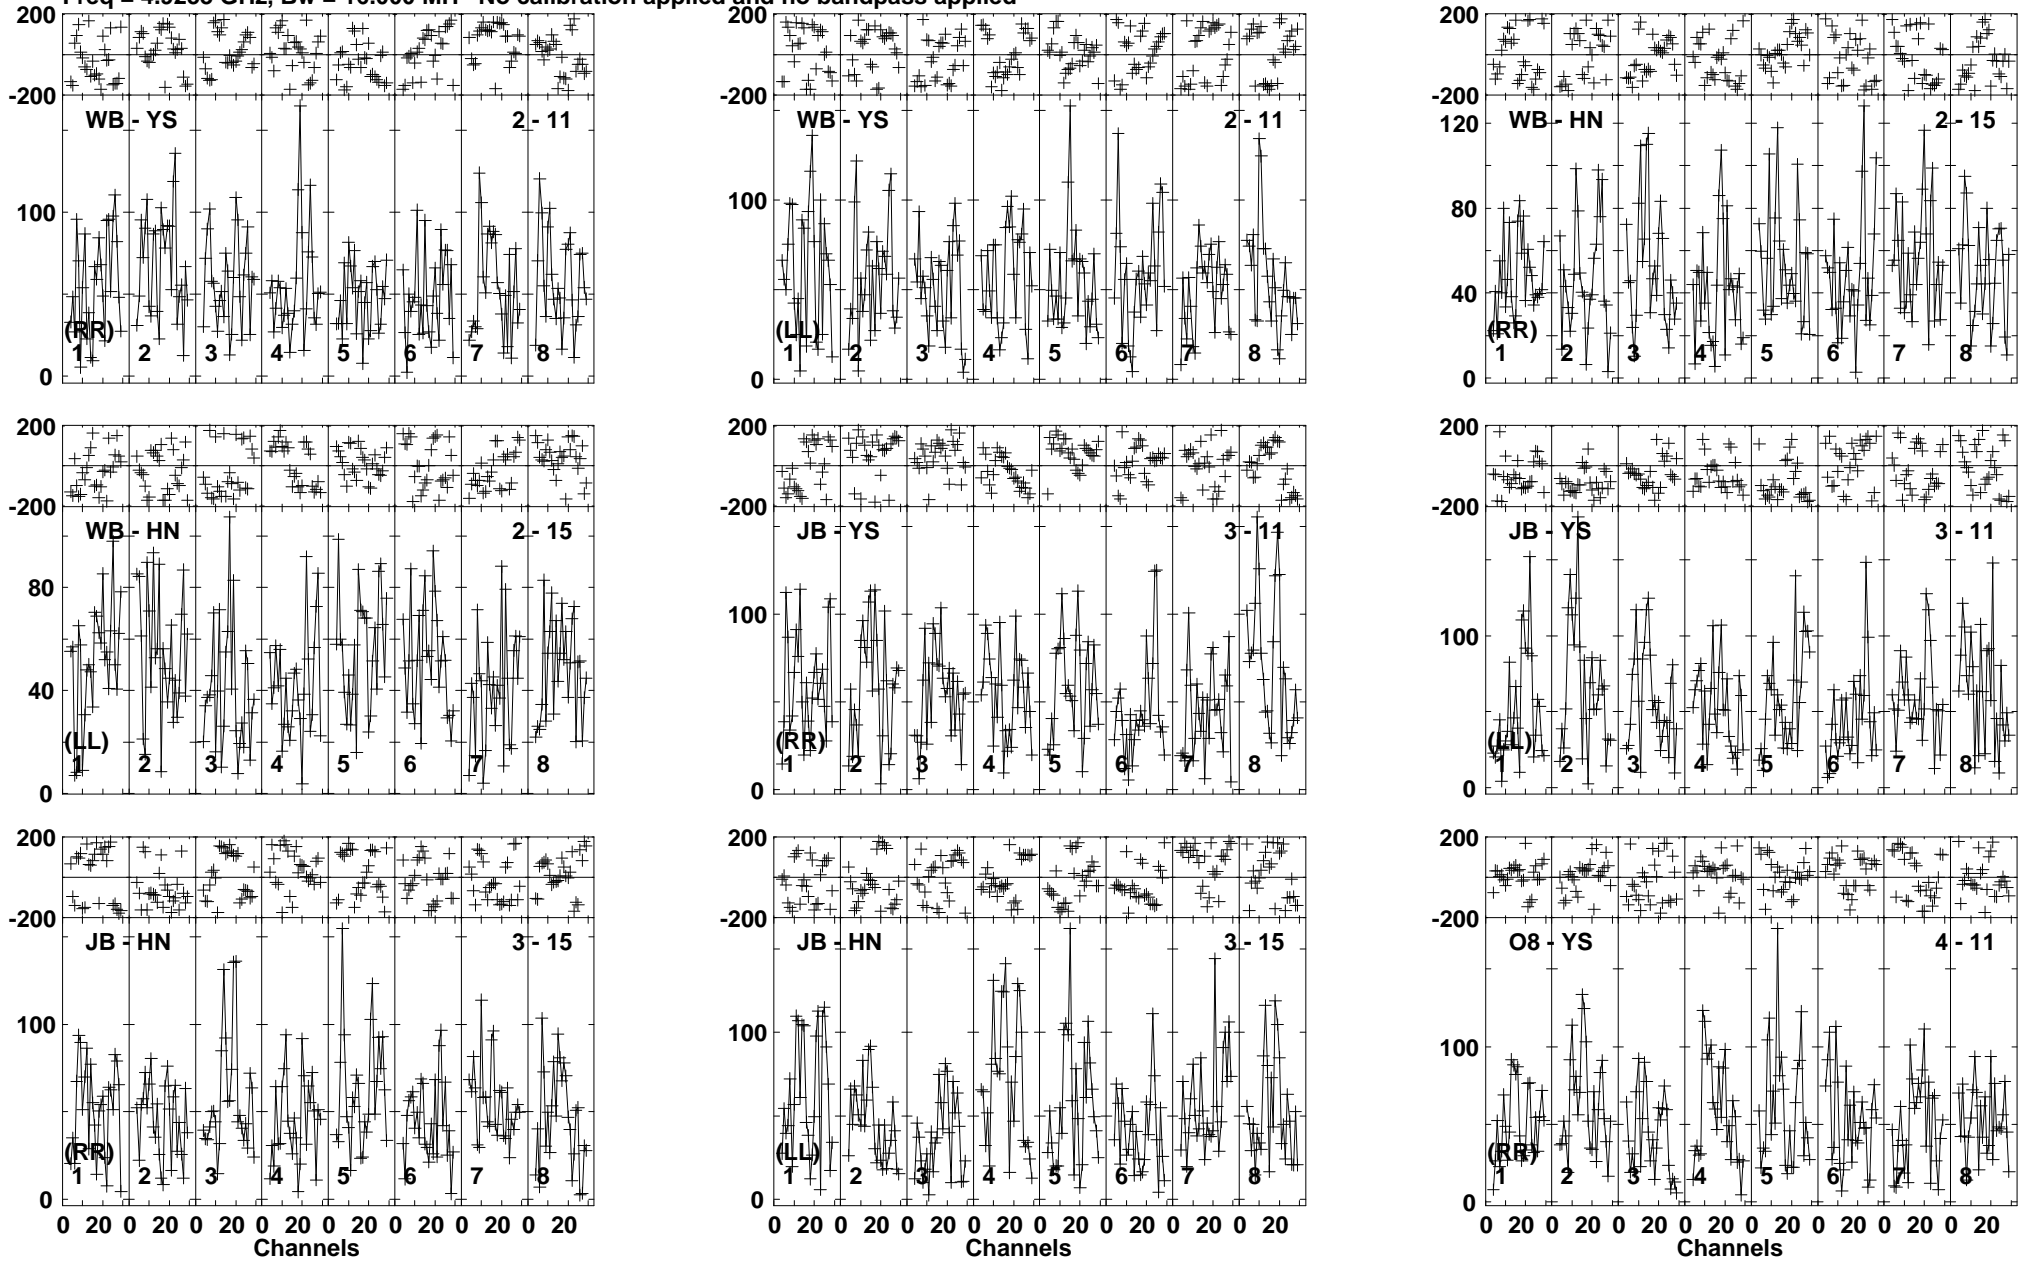 No calibration applied and no bandpass applied
200 200 200
-200 -200 -200
WB - YS 2 - 11 WB - YS 2 - 11 WB - HN 2 - 15
120
100 100 80
40
(RR) (LL) (RR)
1 2 3 4 5 6 7 8 1 2 3 4 5 6 7 8 1 2 3 4 5 6 7 8
0 0 0
200 200 200
-200 -200 -200
WB - HN 2 - 15 JB - YS 3 - 11 JB - YS 3 - 11
80 100 100
40
(LL) (RR) (LL)
1 2 3 4 5 6 7 8 1 2 3 4 5 6 7 8 1 2 3 4 5 6 7 8
0 0 0
200 200 200
-200 -200 -200
JB - HN 3 - 15 JB - HN 3 - 15 O8 - YS 4 - 11
100 100 100
(RR) (LL) (RR)
1 2 3 4 5 6 7 8 1 2 3 4 5 6 7 8 1 2 3 4 5 6 7 8
0 0 0
0 20 0 20 0 20 0 20 0 20 0 20 0 20 0 20 0 20 0 20 0 20 0 20 0 20 0 20 0 20 0 20 0 20 0 20 0 20 0 20 0 20 0 20 0 20 0 20
Channels Channels Channels